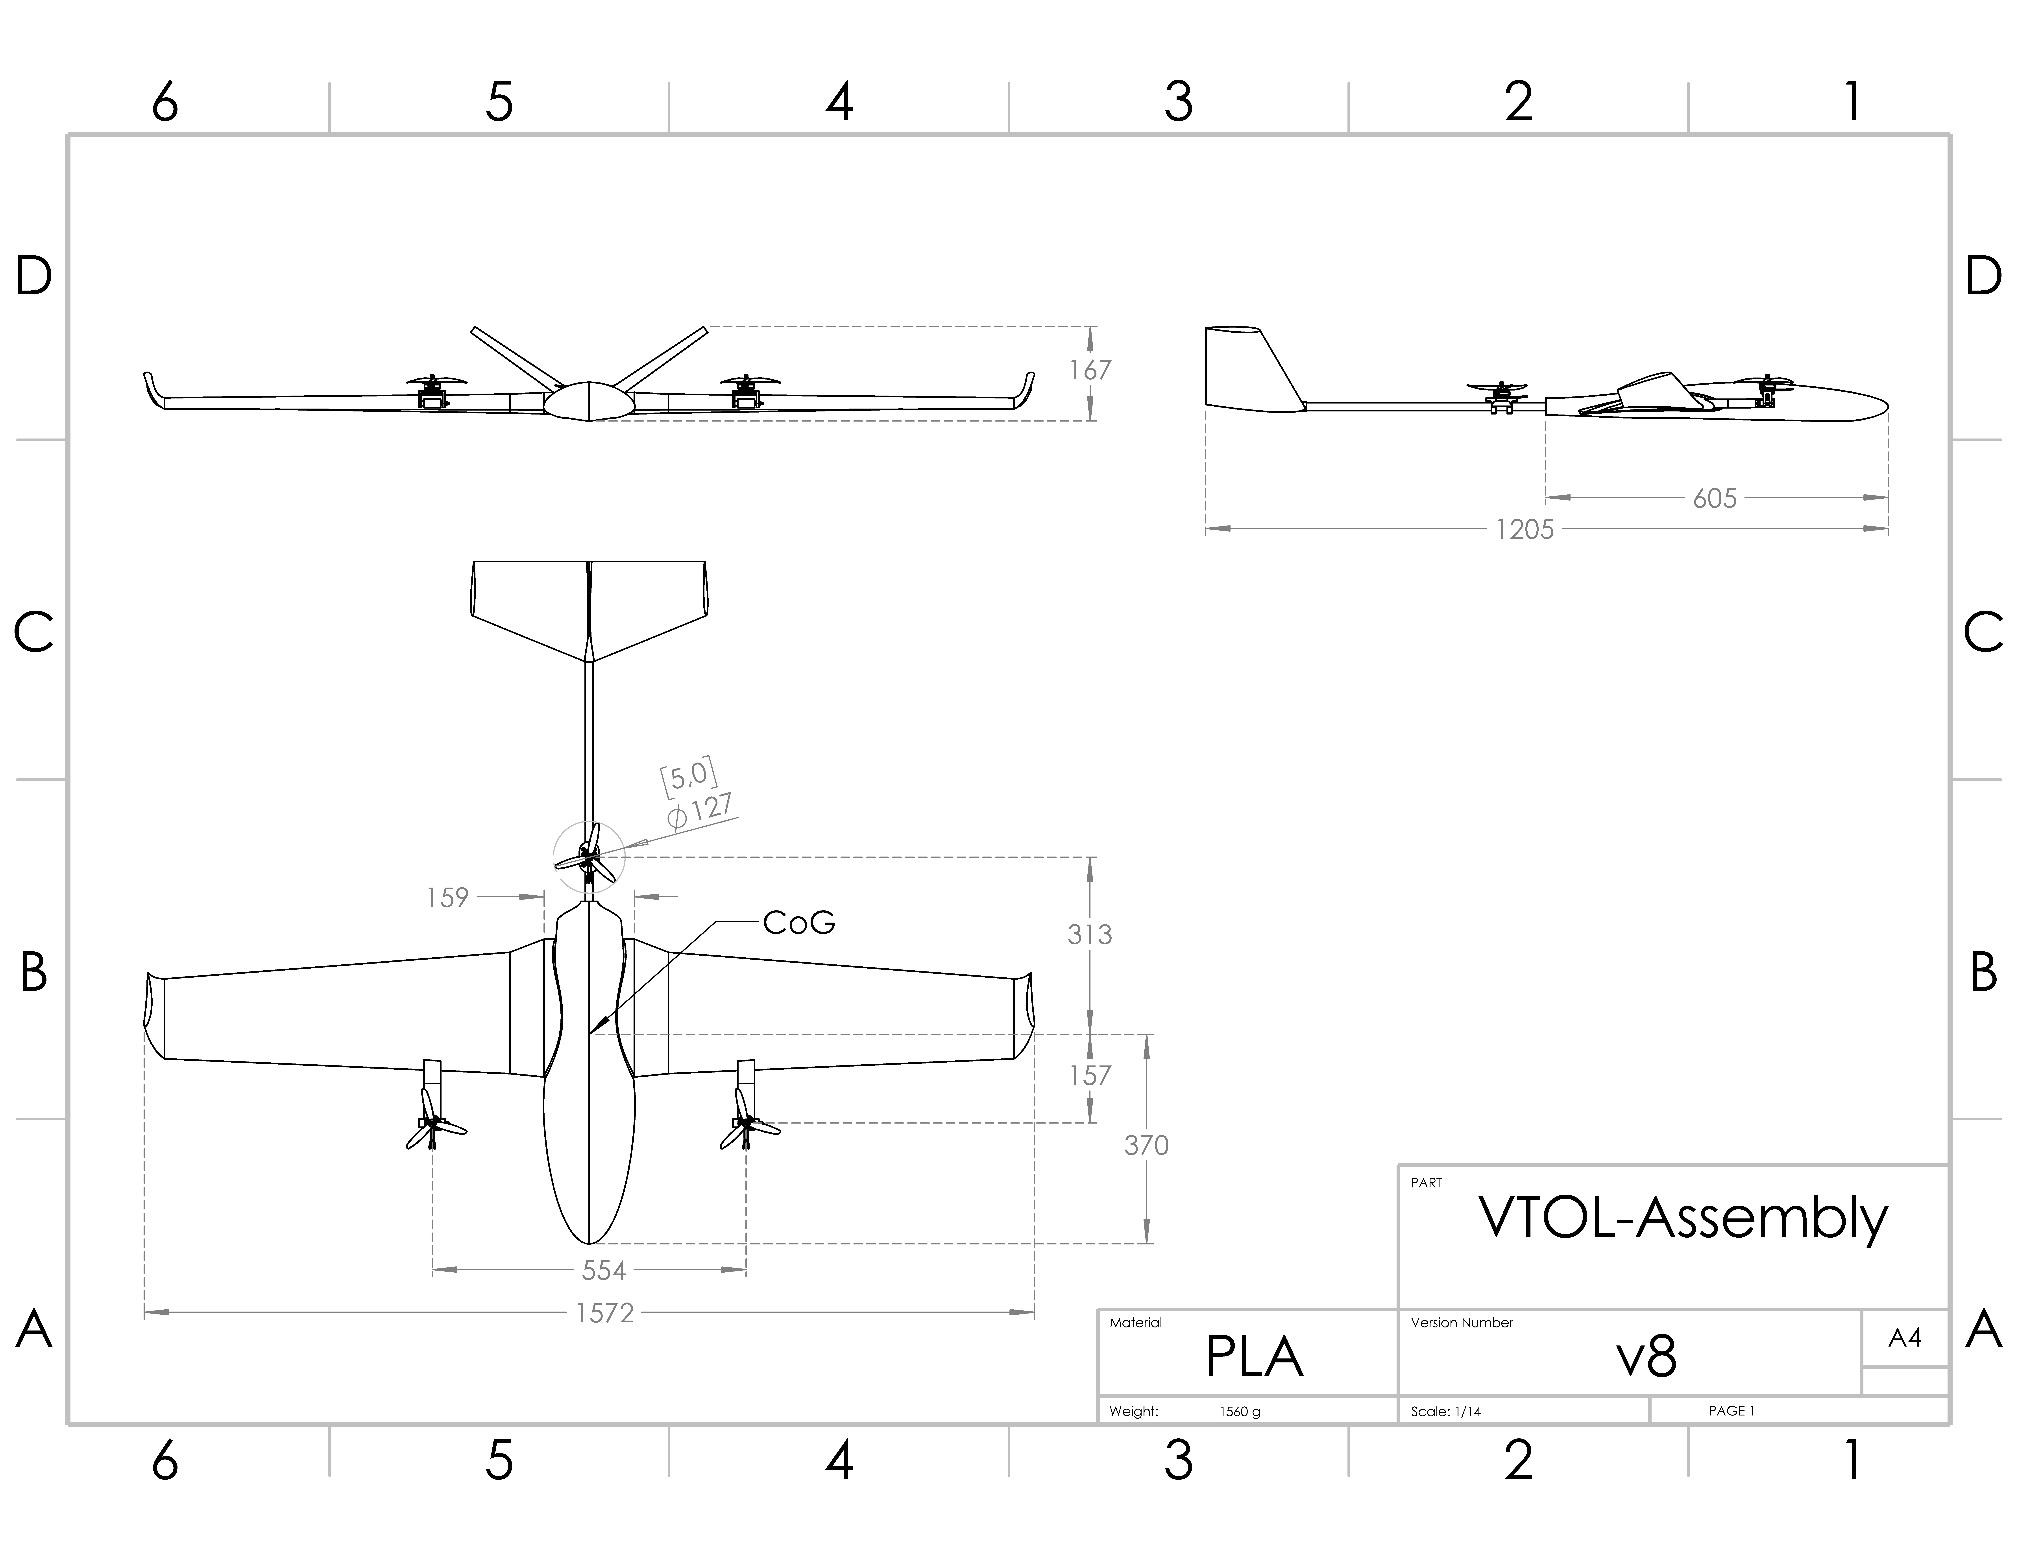 6 5 4 3 2 1
D D
167
605
1205
C C
[5,0]
⌀127
159
CoG
313
B B
157
370
PART
VTOL-Assembly
554
1572
A A
Material
PLA
Version Number
v8
A4
Weight: 1560 g
Scale: 1/14
PAGE 1
6 5 4 3 2 1